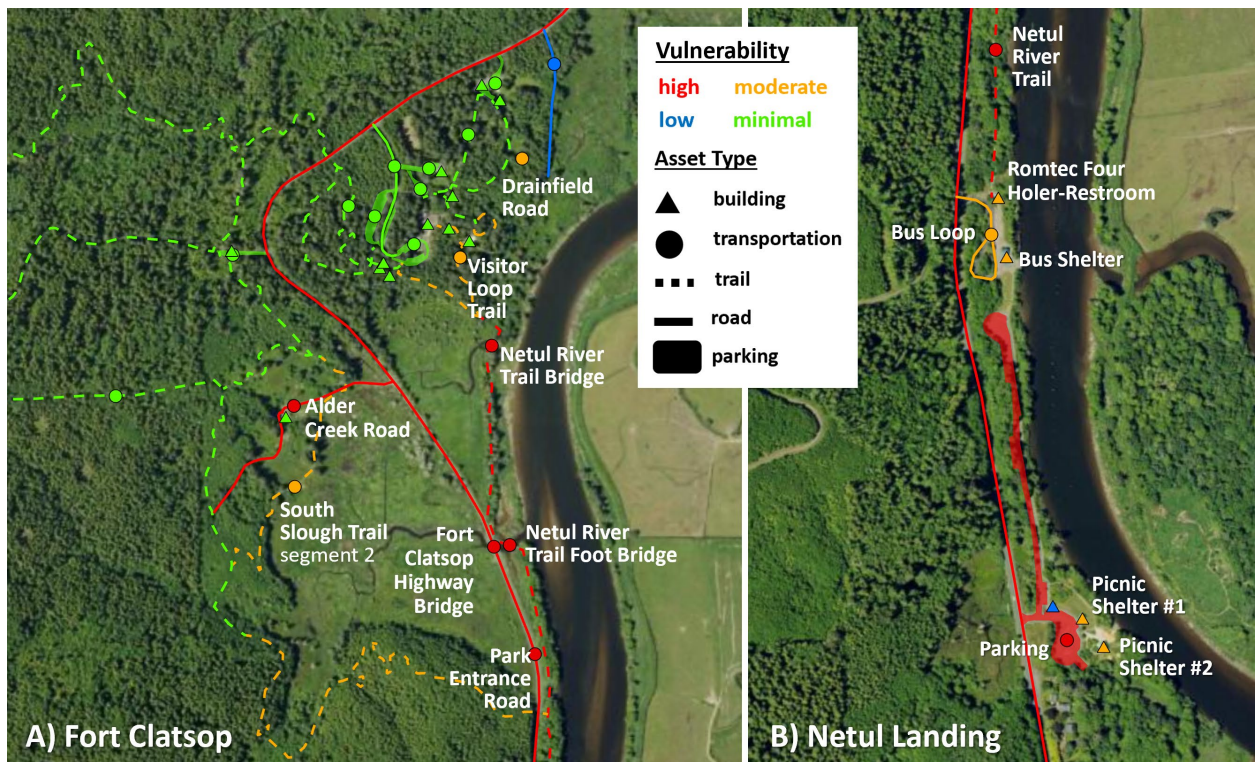 Vulnerability
high moderate
low minimal
Asset Type
building
transportation
trail
road
parking
Drainfield
Road
Visitor
Loop
Trail
Netul River
Trail Bridge
Alder
Creek Road
South
Slough Trail
segment 2
Fort
Clatsop
Highway
Bridge
Netul River
Trail Foot Bridge
Park
Entrance
Road
A) Fort Clatsop
Netul
River
Trail
Romtec Four
Holer-Restroom
Bus Loop
Bus Shelter
Picnic
Shelter #1
Parking
Picnic
Shelter #2
B) Netul Landing